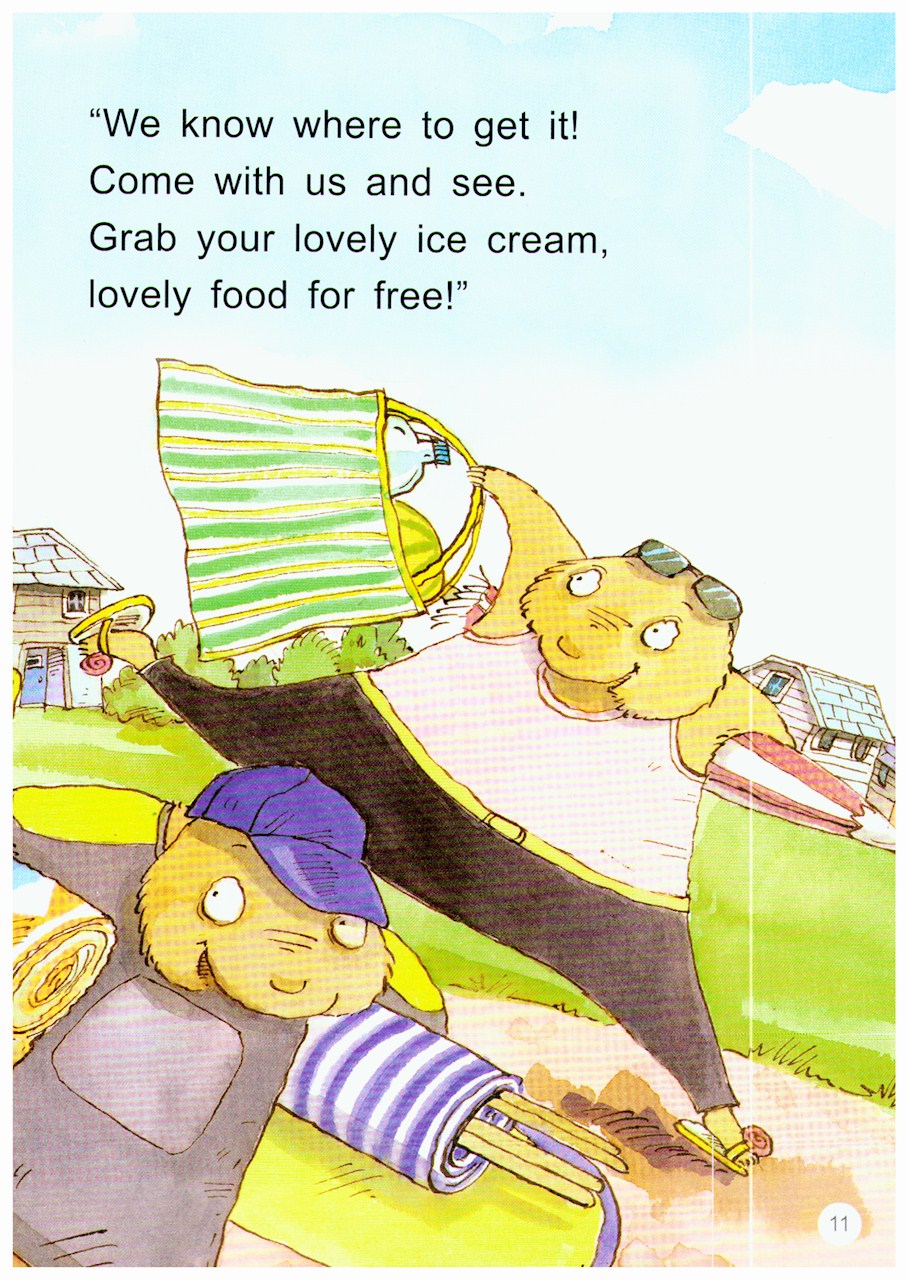 “We know where to get it!
Come with us and see.
Grab your lovely ice cream,
lovely food for free!”
11